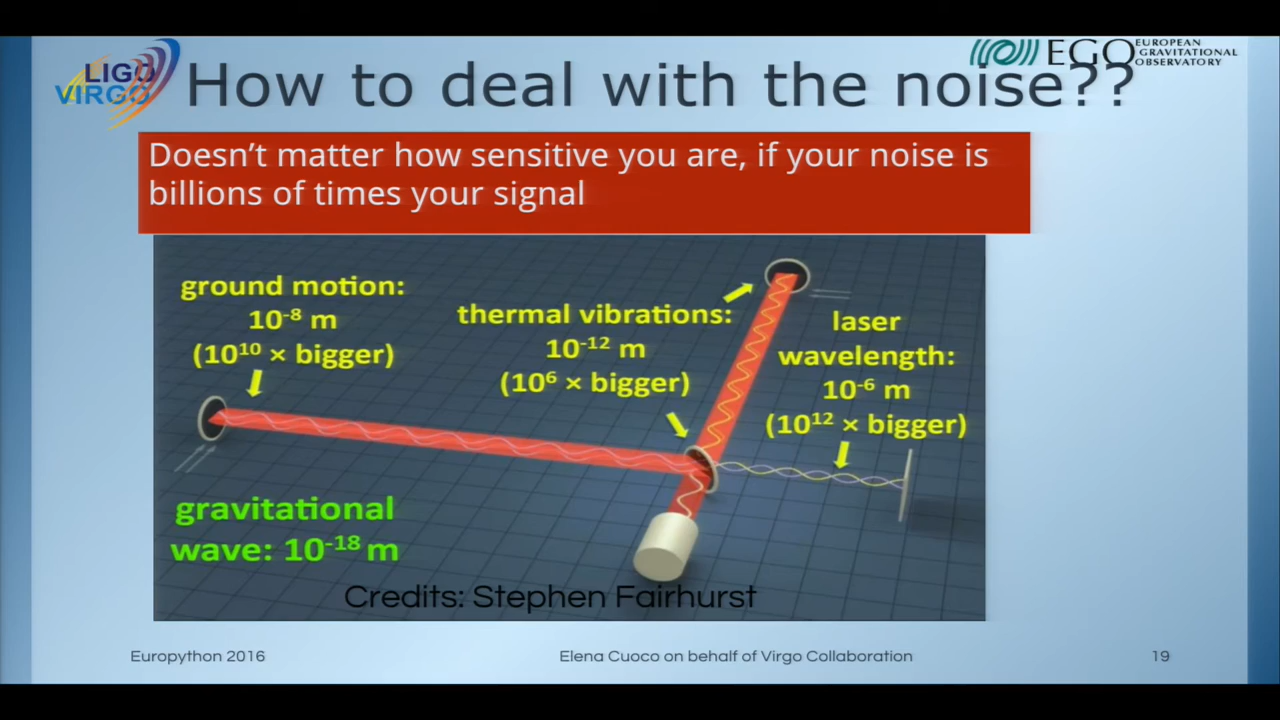 LIGO
VIRGO
EGO
EUROPEAN
GRAVITATIONAL
OBSERVATORY
How to deal with the noise??
Doesn't matter how sensitive you are, if your noise is
billions of times your signal
ground motion:
10⁻⁸ m
(10¹⁰ × bigger)
thermal vibrations:
10⁻¹² m
(10⁶ × bigger)
laser
wavelength:
10⁻⁶ m
(10¹² × bigger)
gravitational
wave: 10⁻¹⁸ m
Credits: Stephen Fairhurst
Europython 2016
Elena Cuoco on behalf of Virgo Collaboration
19